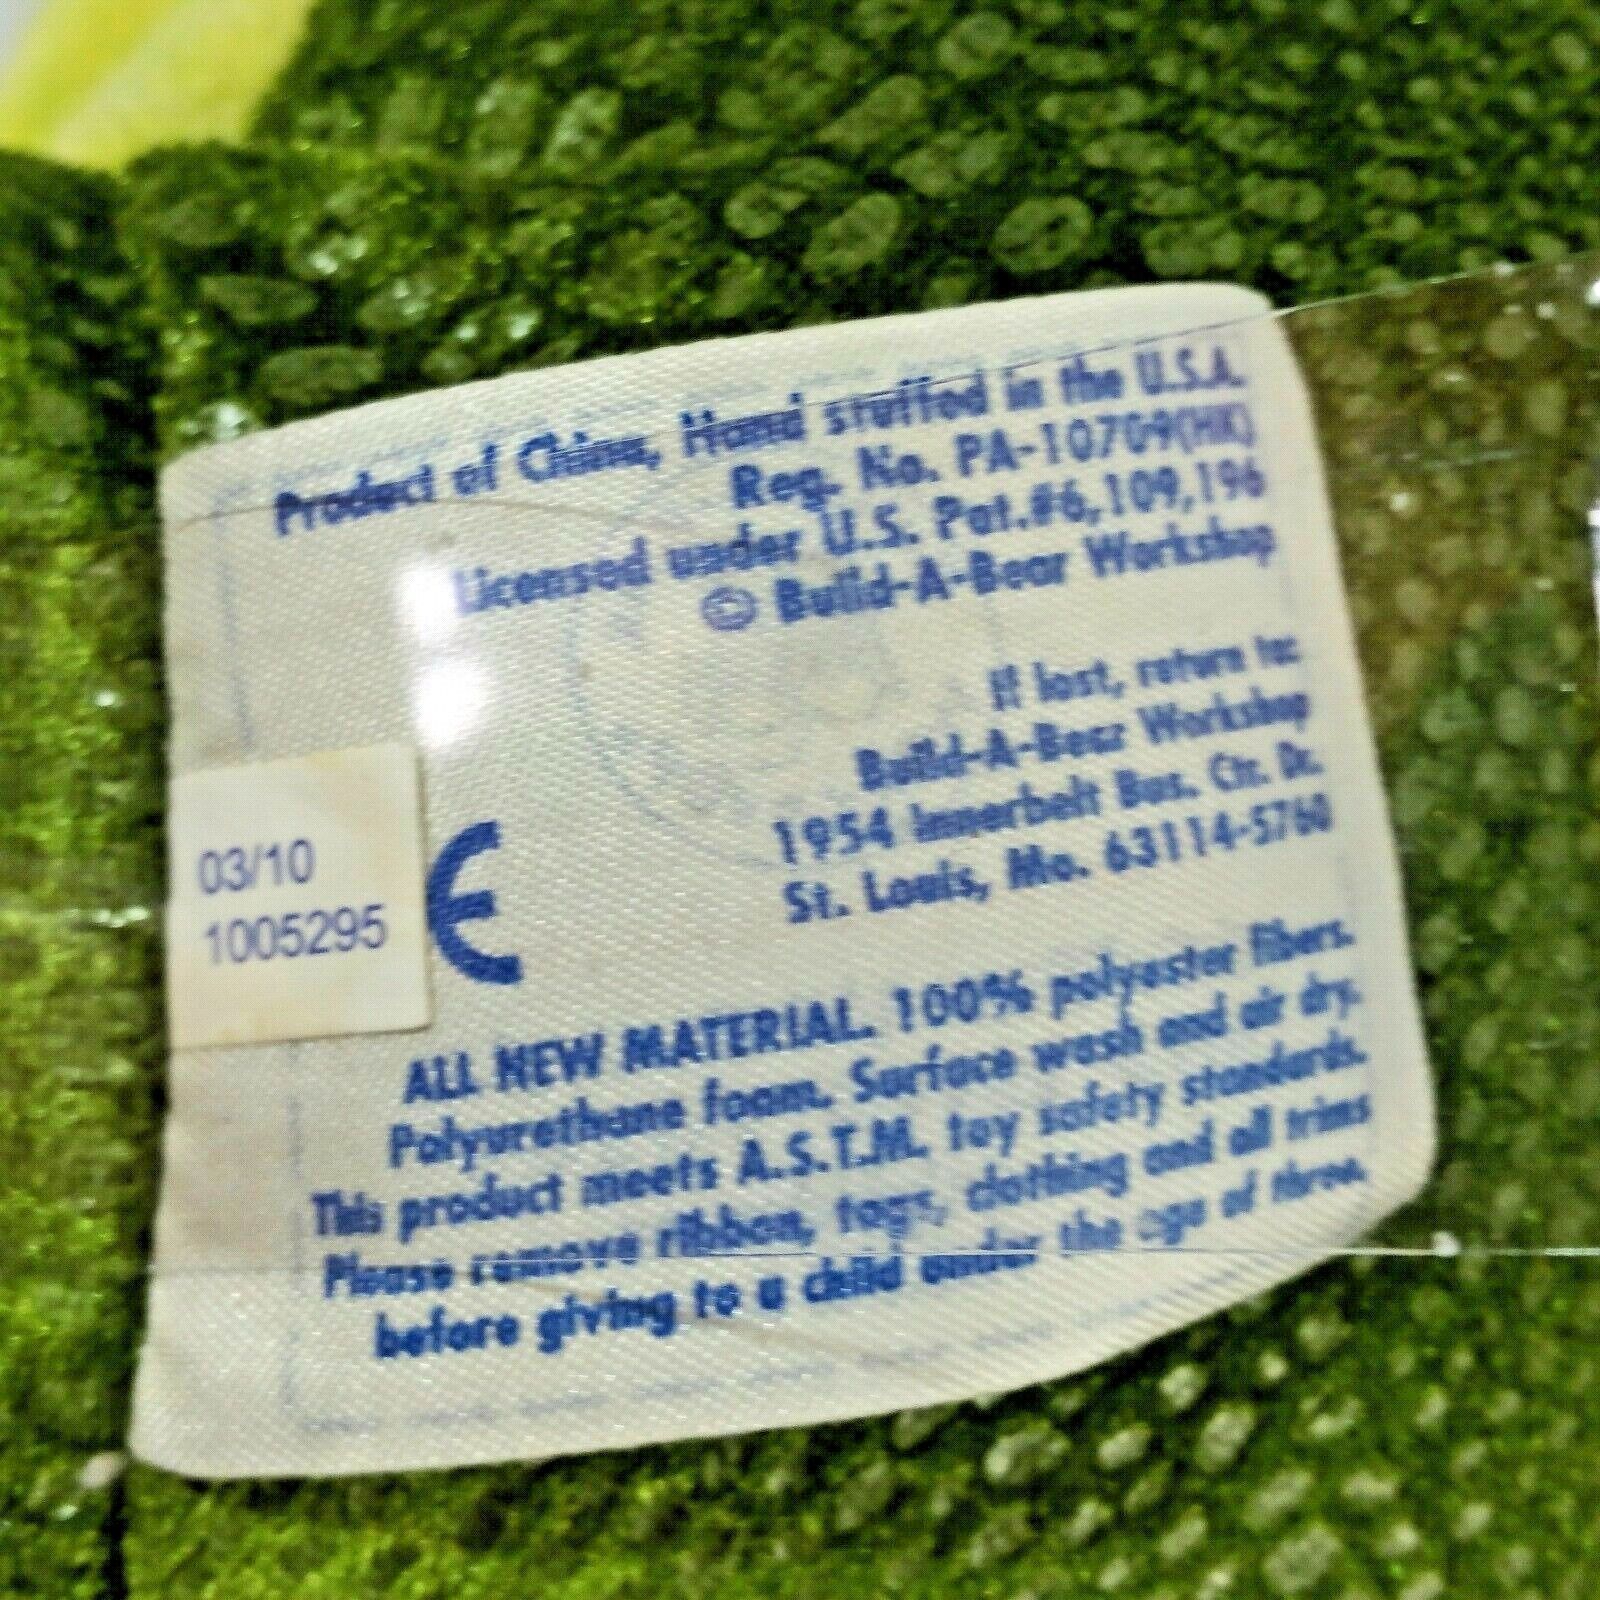 Product of China, Hand stuffed in the U.S.A.
Reg. No. PA-10709(HK)
Licensed under U.S. Pat.#6,109,196
© Build-A-Bear Workshop
If lost, return to:
Build-A-Bear Workshop
1954 Innerbelt Bus. Ctr. Dr.
St. Louis, Mo. 63114-5760
03/10
1005295
CE
ALL NEW MATERIAL. 100% polyester fibers.
Polyurethane foam. Surface wash and air dry.
This product meets A.S.T.M. toy safety standards.
Please remove ribbon, tags, clothing and all trims
before giving to a child under the age of three.